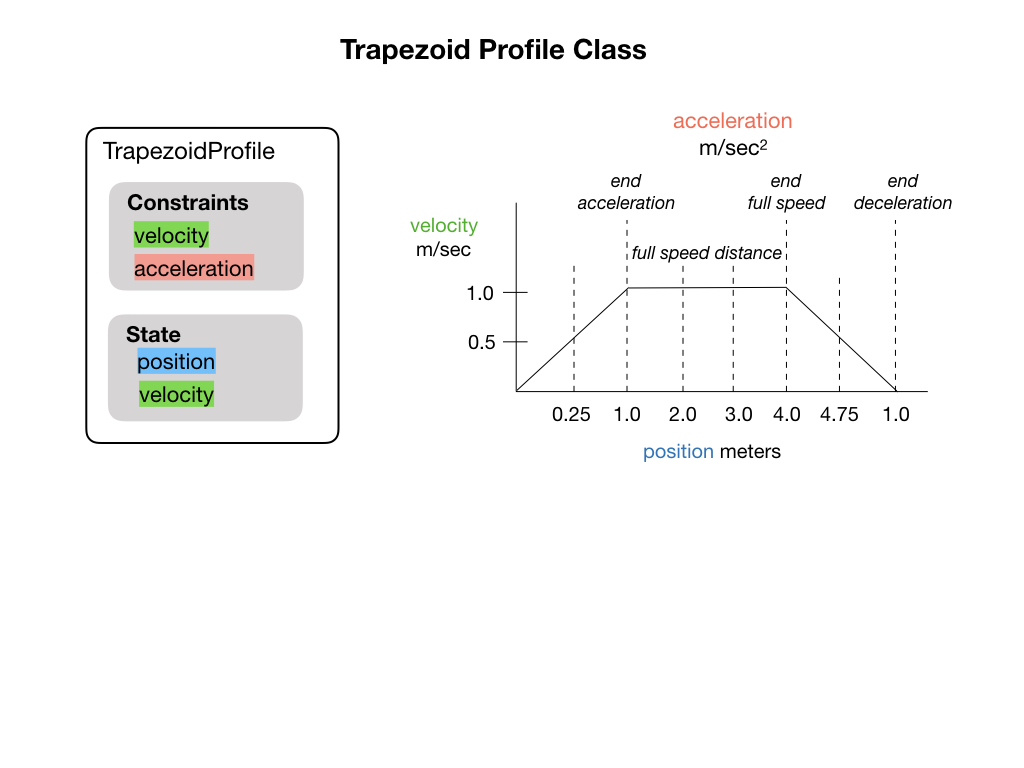 Trapezoid Profile Class
TrapezoidProfile
Constraints
velocity
acceleration
State
position
velocity
acceleration
m/sec²
end
acceleration
end
full speed
end
deceleration
velocity
m/sec
full speed distance
1.0
0.5
0.25 1.0 2.0 3.0 4.0 4.75 1.0
position meters